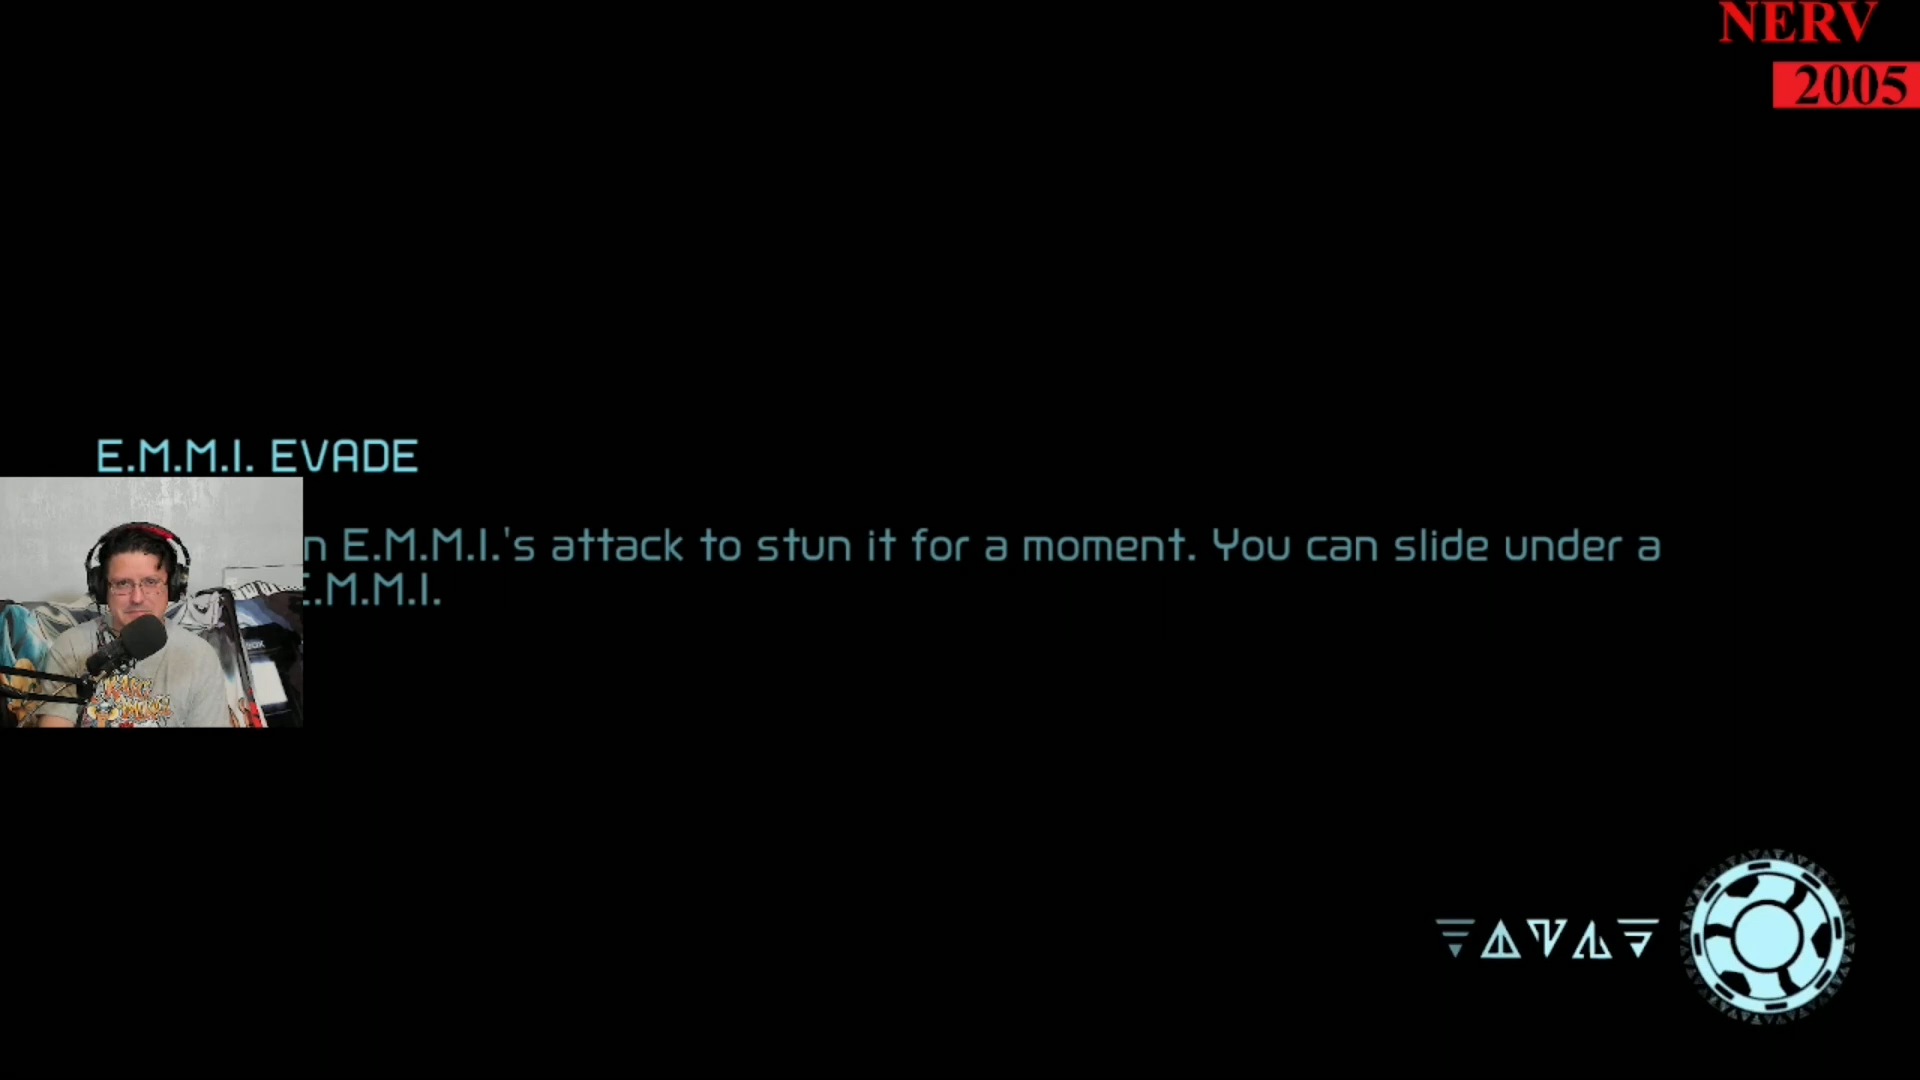 NERV
2005
E.M.M.I. EVADE
n E.M.M.I.'s attack to stun it for a moment. You can slide under a
E.M.M.I.